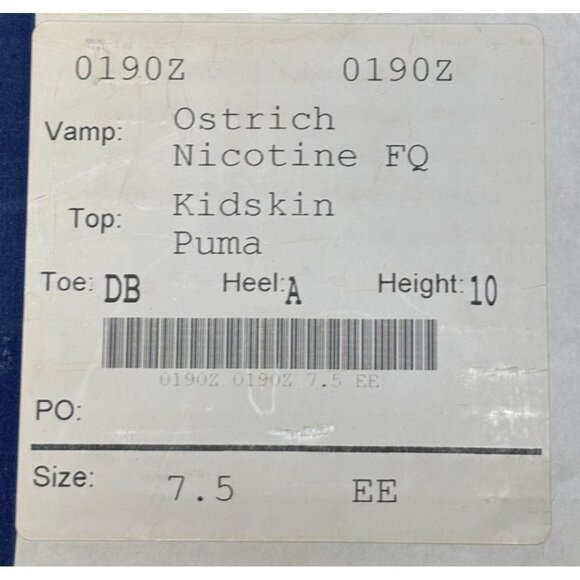 0190Z 0190Z
Vamp: Ostrich
Nicotine FQ
Top: Kidskin
Puma
Toe: DB Heel: A Height: 10
0190Z 0190Z 7.5 EE
PO:
Size: 7.5 EE